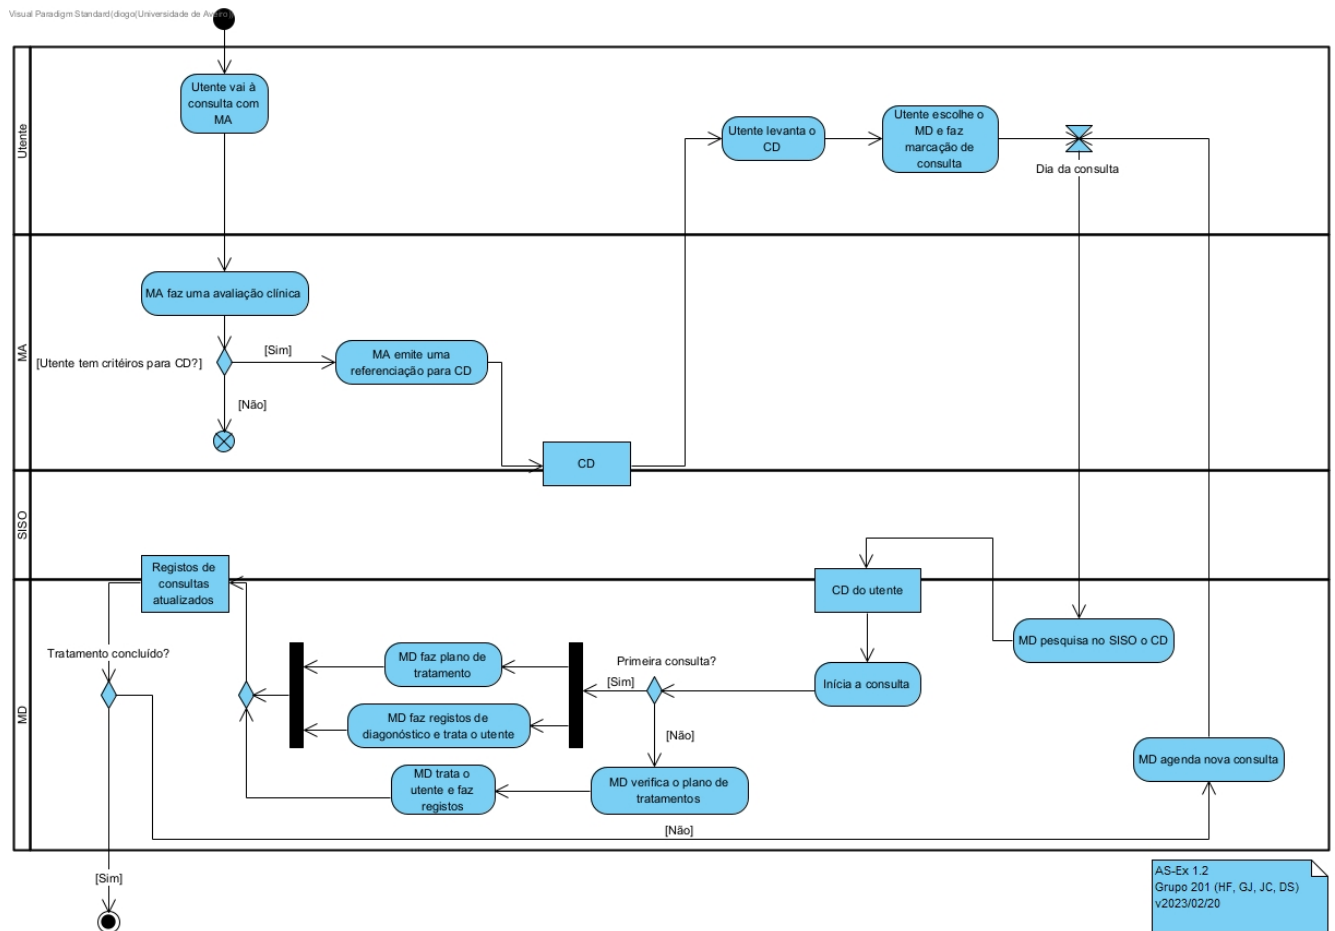 Visual Paradigm Standard(diogo(Universidade de Aveiro))
Utente
Utente vai à
consulta com
MA
Utente levanta o
CD
Utente escolhe o
MD e faz
marcação de
consulta
Dia da consulta
MA
MA faz uma avaliação clínica
[Utente tem critéiros para CD?]
[Sim]
MA emite uma
referenciação para CD
[Não]
CD
SISO
Registos de
consultas
atualizados
CD do utente
MD pesquisa no SISO o CD
MD
Tratamento concluído?
MD faz plano de
tratamento
Primeira consulta?
[Sim]
Inícia a consulta
MD faz registos de
diagonóstico e trata o utente
[Não]
MD trata o
utente e faz
registos
MD verifica o plano de
tratamentos
MD agenda nova consulta
[Não]
[Sim]
AS-Ex 1.2
Grupo 201 (HF, GJ, JC, DS)
v2023/02/20